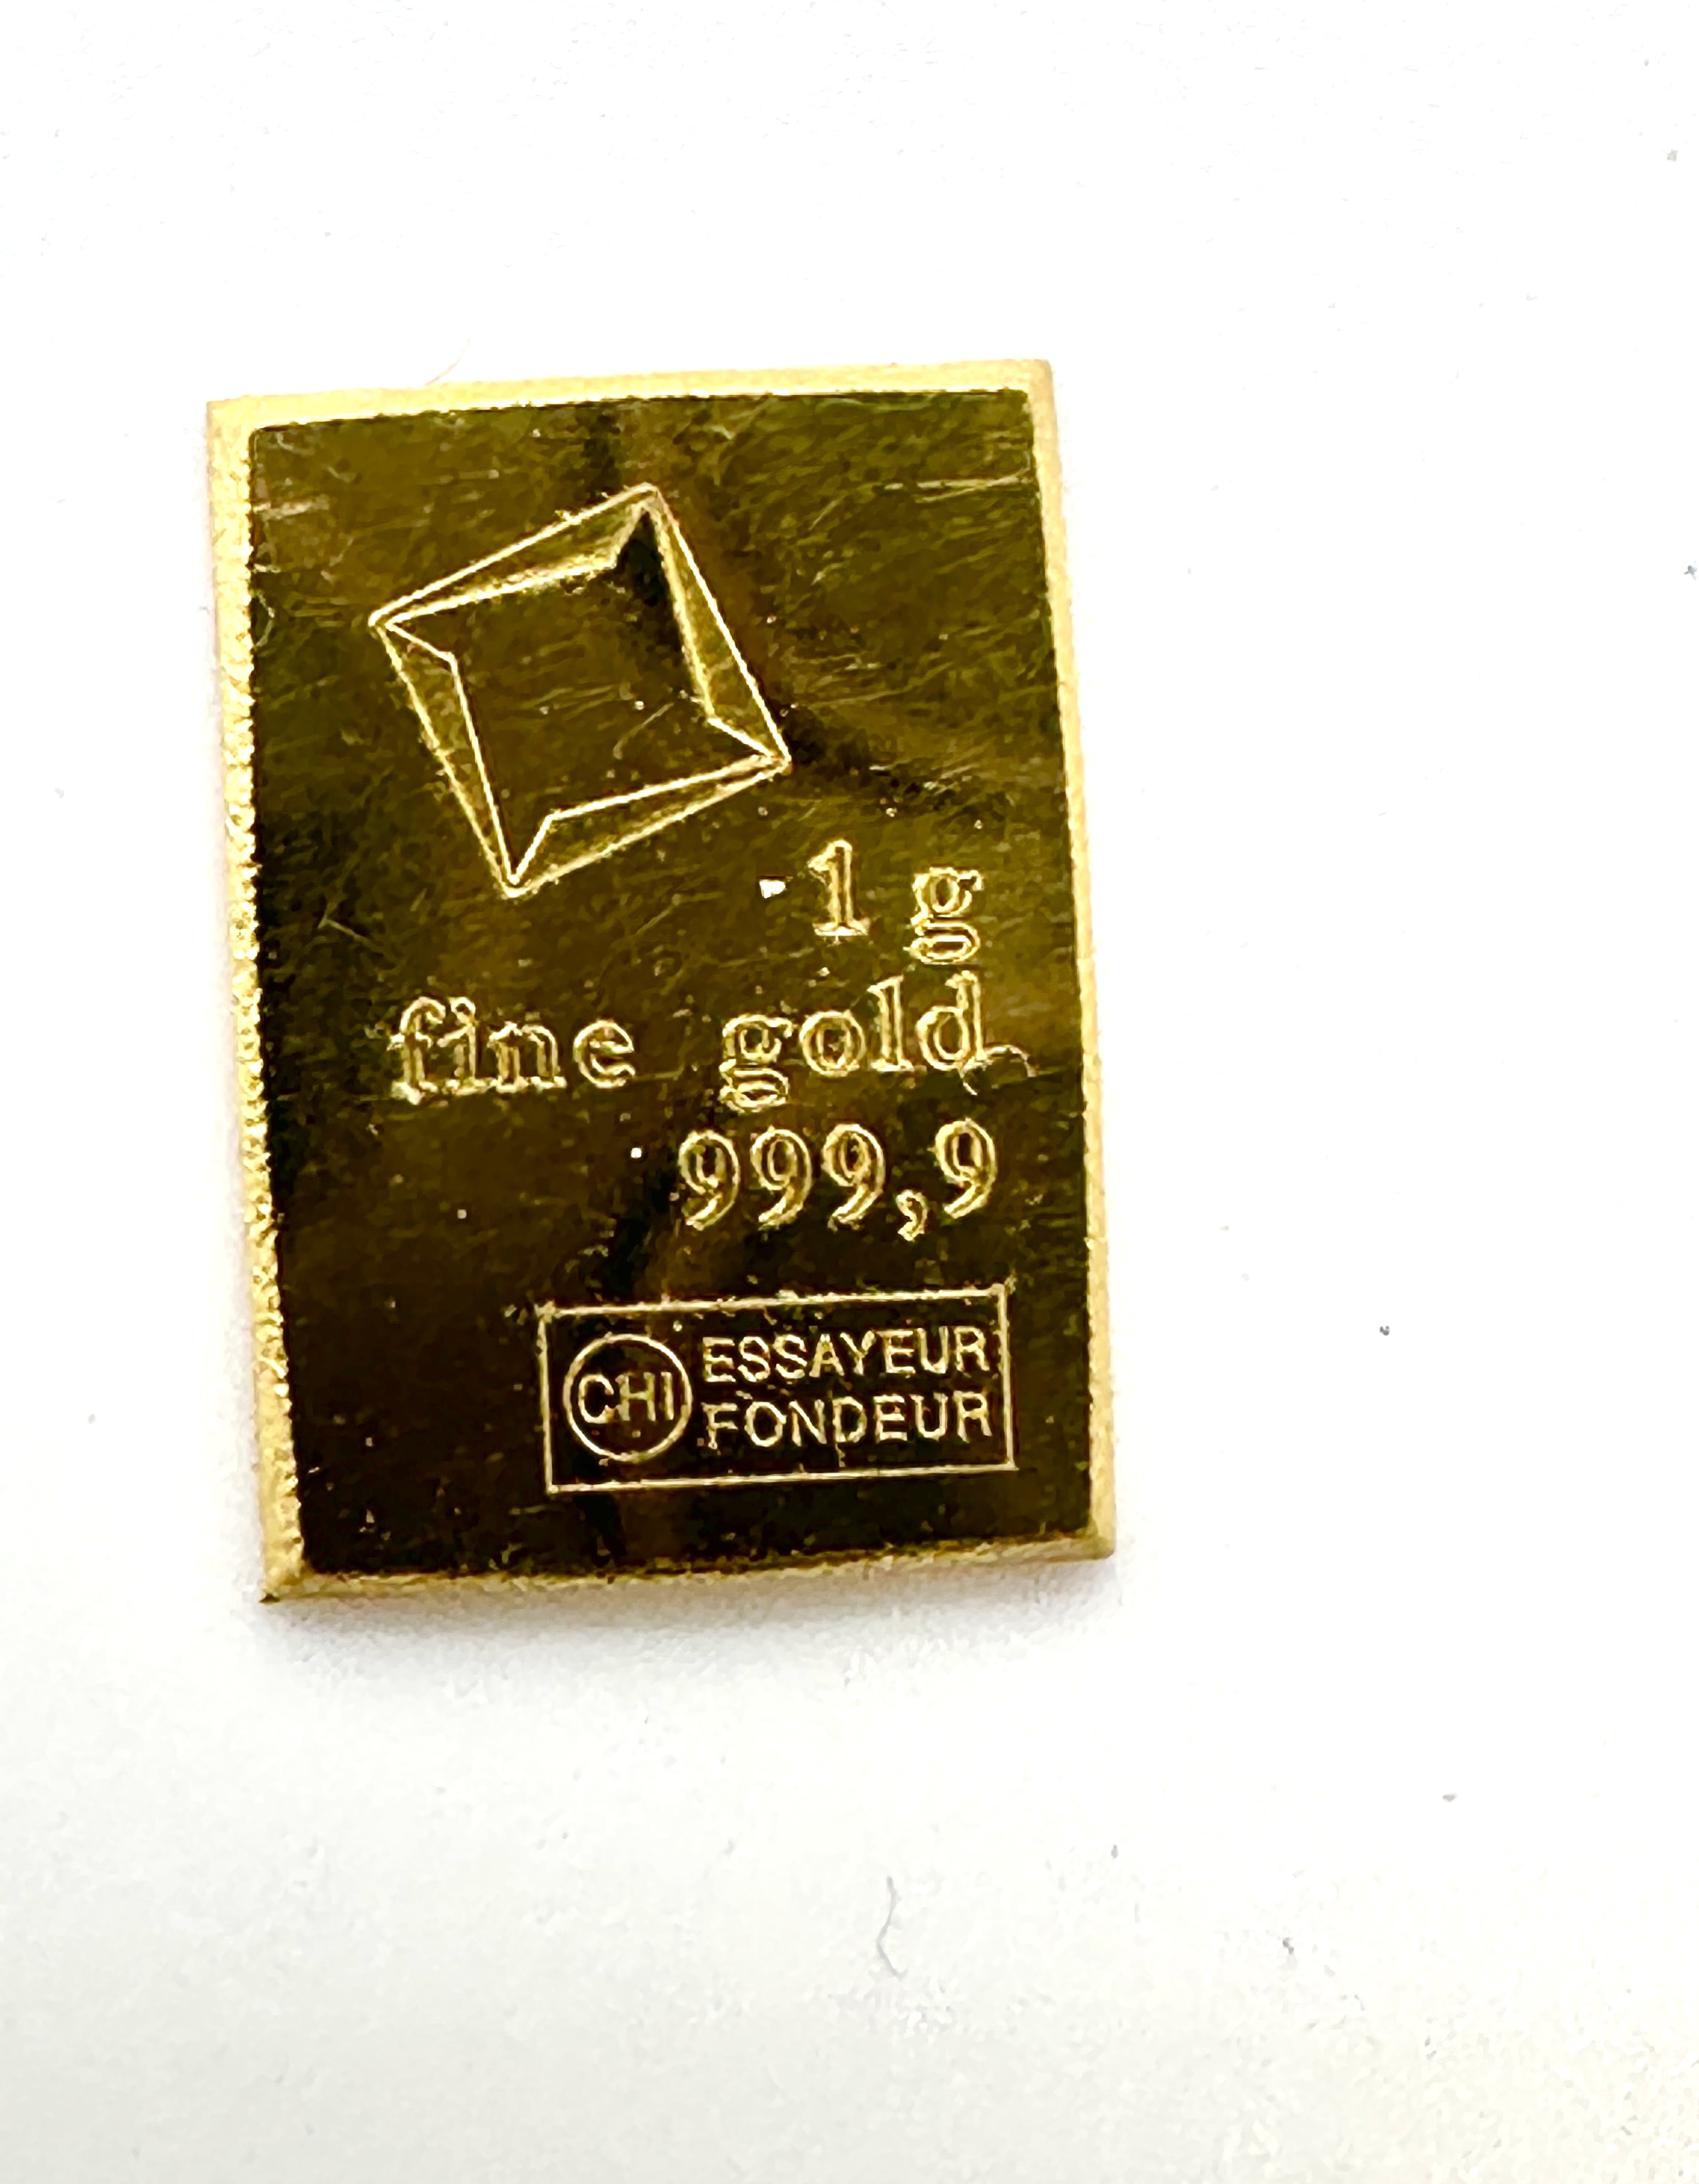 1 g
fine gold
999,9
CHI ESSAYEUR
FONDEUR